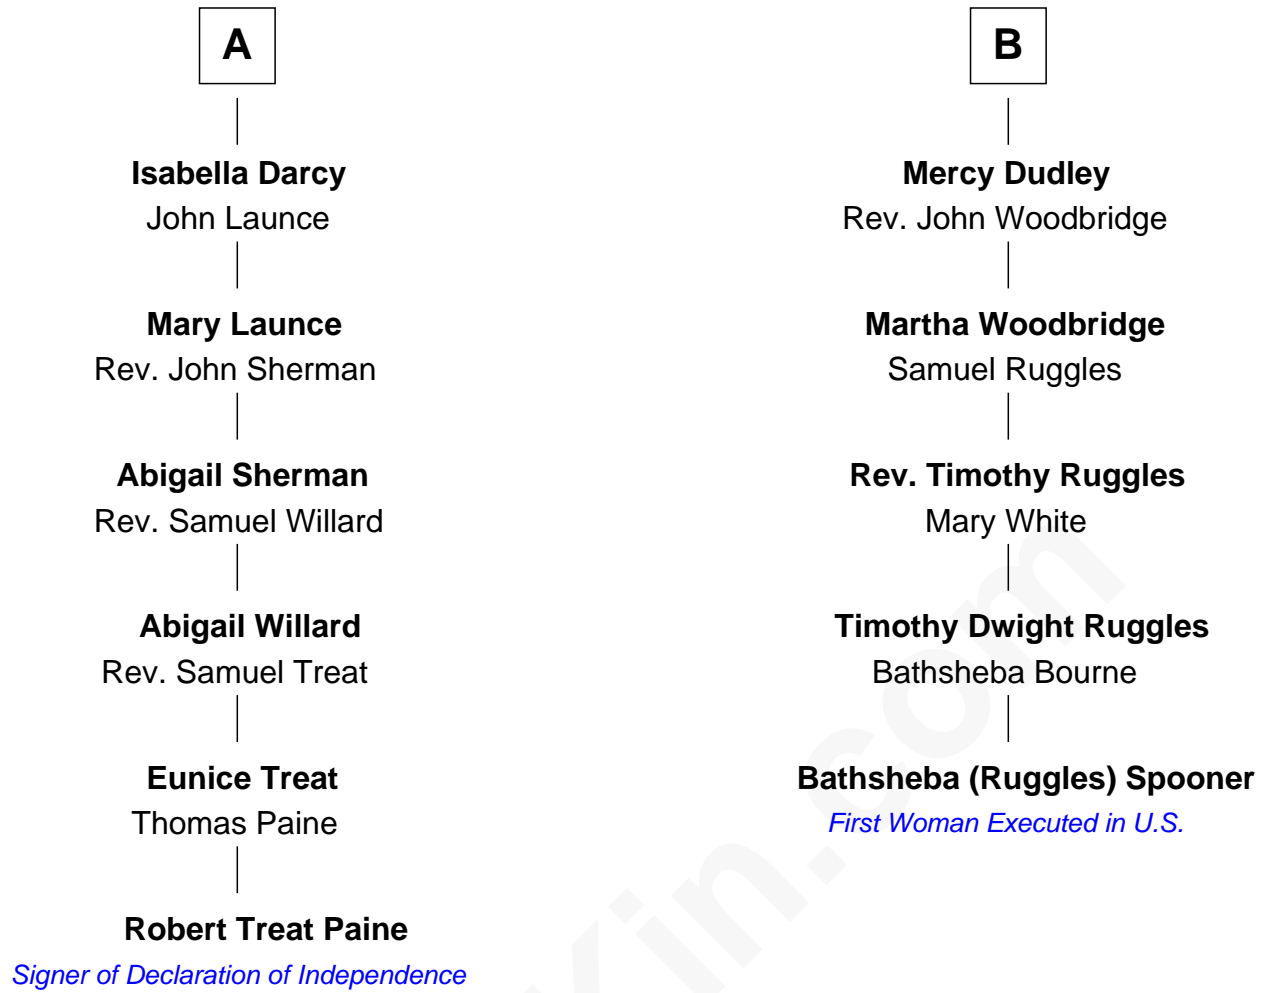 A
Isabella Darcy
John Launce
Mary Launce
Rev. John Sherman
Abigail Sherman
Rev. Samuel Willard
Abigail Willard
Rev. Samuel Treat
Eunice Treat
Thomas Paine
Robert Treat Paine
Signer of Declaration of Independence
B
Mercy Dudley
Rev. John Woodbridge
Martha Woodbridge
Samuel Ruggles
Rev. Timothy Ruggles
Mary White
Timothy Dwight Ruggles
Bathsheba Bourne
Bathsheba (Ruggles) Spooner
First Woman Executed in U.S.